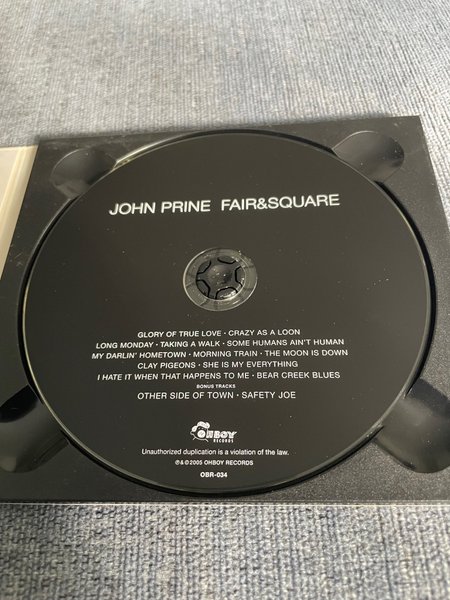 JOHN PRINE FAIR&SQUARE
GLORY OF TRUE LOVE · CRAZY AS A LOON
LONG MONDAY · TAKING A WALK · SOME HUMANS AIN'T HUMAN
MY DARLIN' HOMETOWN · MORNING TRAIN · THE MOON IS DOWN
CLAY PIGEONS · SHE IS MY EVERYTHING
I HATE IT WHEN THAT HAPPENS TO ME · BEAR CREEK BLUES
BONUS TRACKS
OTHER SIDE OF TOWN · SAFETY JOE
OHBOY
RECORDS
Unauthorized duplication is a violation of the law.
℗&©2005 OHBOY RECORDS
OBR-034